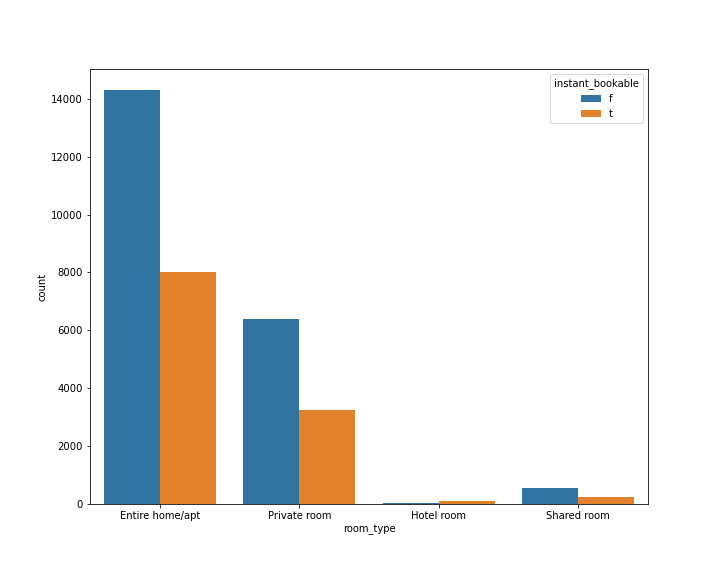 instant_bookable
f
t
14000
12000
10000
8000
6000
4000
2000
0
count
Entire home/apt
Private room
Hotel room
Shared room
room_type